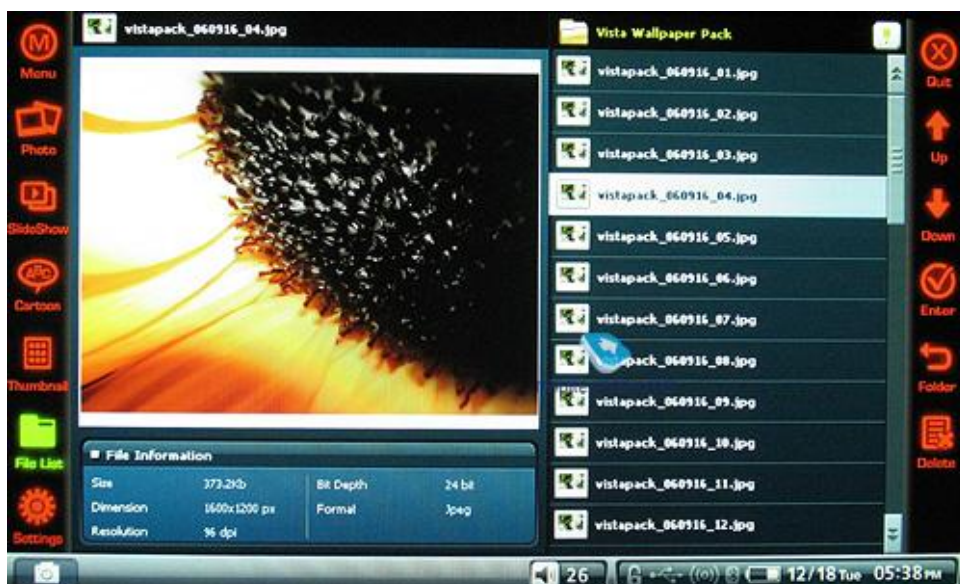 vistapack_060916_04.jpg
Vista Wallpaper Pack
Menu
Photo
SlideShow
ABC
Cartoon
Thumbnail
File List
Settings
vistapack_060916_01.jpg
vistapack_060916_02.jpg
vistapack_060916_03.jpg
vistapack_060916_04.jpg
vistapack_060916_05.jpg
vistapack_060916_06.jpg
vistapack_060916_07.jpg
pack_060916_08.jpg
vistapack_060916_09.jpg
vistapack_060916_10.jpg
vistapack_060916_11.jpg
vistapack_060916_12.jpg
Quit
Up
Down
Enter
Folder
Delete
File Information
Size 373.2Kb Bit Depth 24 bit
Dimension 1600x1200 px Format Jpeg
Resolution 96 dpi
26 12/18 Tue 05:38 PM